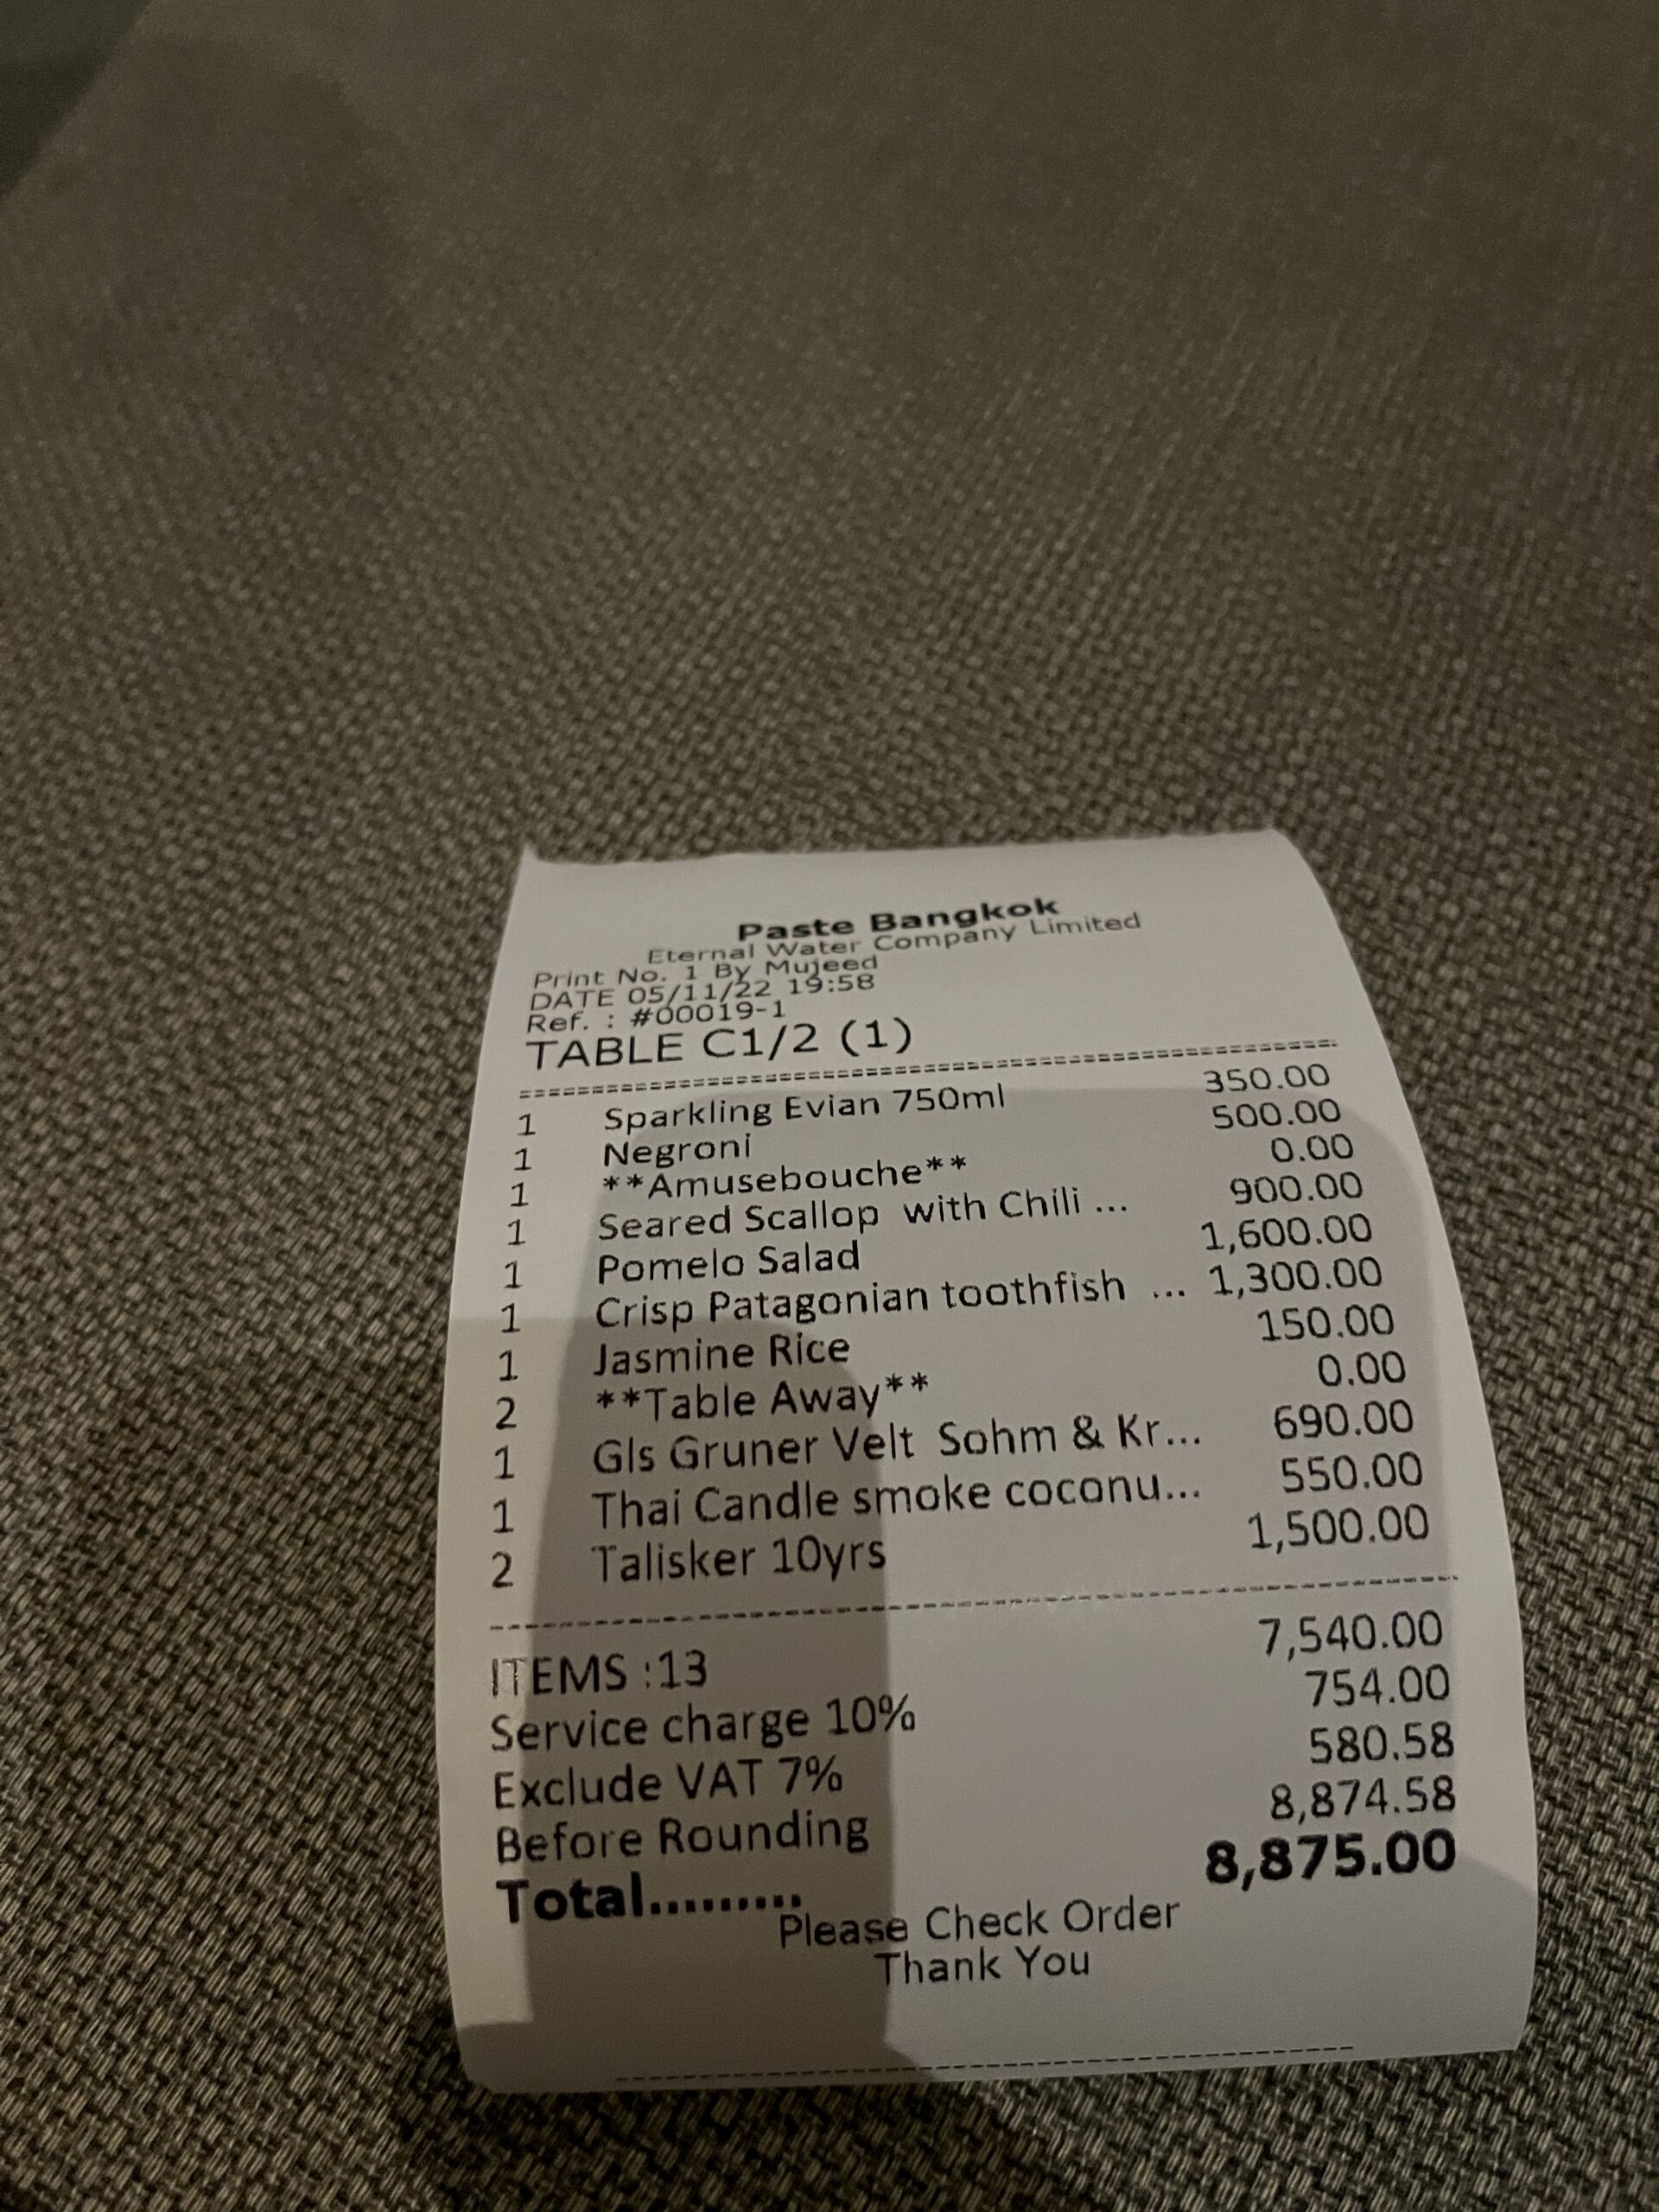 Paste Bangkok
Eternal Water Company Limited
Print No. 1 By Mujeed
DATE 05/11/22 19:58
Ref. : #00019-1
TABLE C1/2 (1)
1 Sparkling Evian 750ml 350.00
1 Negroni 500.00
1 **Amusebouche** 0.00
1 Seared Scallop with Chili ... 900.00
1 Pomelo Salad 1,600.00
1 Crisp Patagonian toothfish ... 1,300.00
1 Jasmine Rice 150.00
2 **Table Away** 0.00
1 Gls Gruner Velt Sohm & Kr... 690.00
1 Thai Candle smoke coconu... 550.00
2 Talisker 10yrs 1,500.00
ITEMS :13 7,540.00
Service charge 10% 754.00
Exclude VAT 7% 580.58
Before Rounding 8,874.58
Total......... 8,875.00
Please Check Order
Thank You